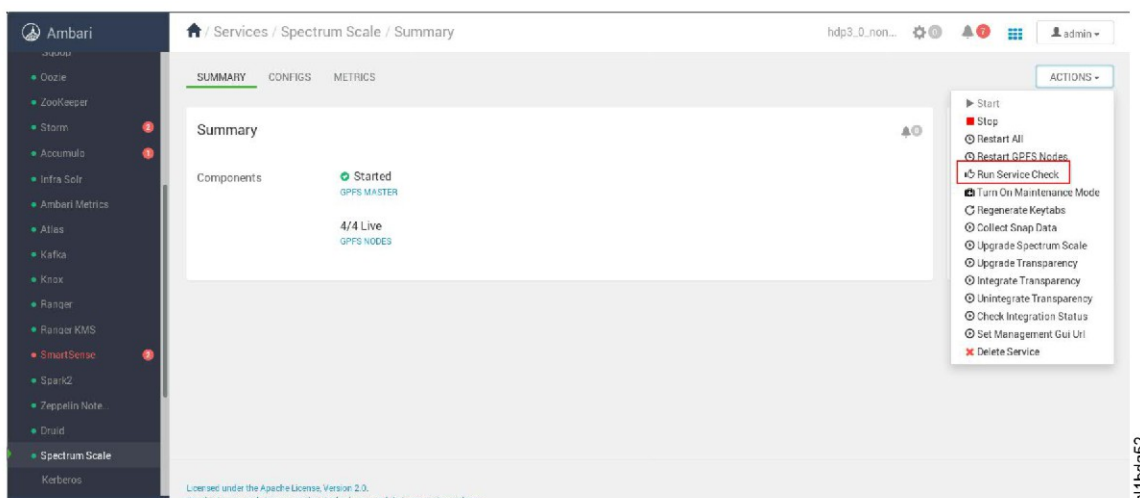 Ambari
/ Services / Spectrum Scale / Summary
hdp3_0_non...
0
7
admin
Oozie
ZooKeeper
Storm
Accumulo
Infra Solr
Ambari Metrics
Atlas
Kafka
Knox
Ranger
Ranger KMS
SmartSense
Spark2
Zeppelin Note...
Druid
Spectrum Scale
Kerberos
SUMMARY
CONFIGS
METRICS
ACTIONS
Summary
0
Components
Started
GPFS MASTER
4/4 Live
GPFS NODES
Start
Stop
Restart All
Restart GPFS Nodes
Run Service Check
Turn On Maintenance Mode
Regenerate Keytabs
Collect Snap Data
Upgrade Spectrum Scale
Upgrade Transparency
Integrate Transparency
Unintegrate Transparency
Check Integration Status
Set Management Gui Url
Delete Service
Licensed under the Apache License, Version 2.0.